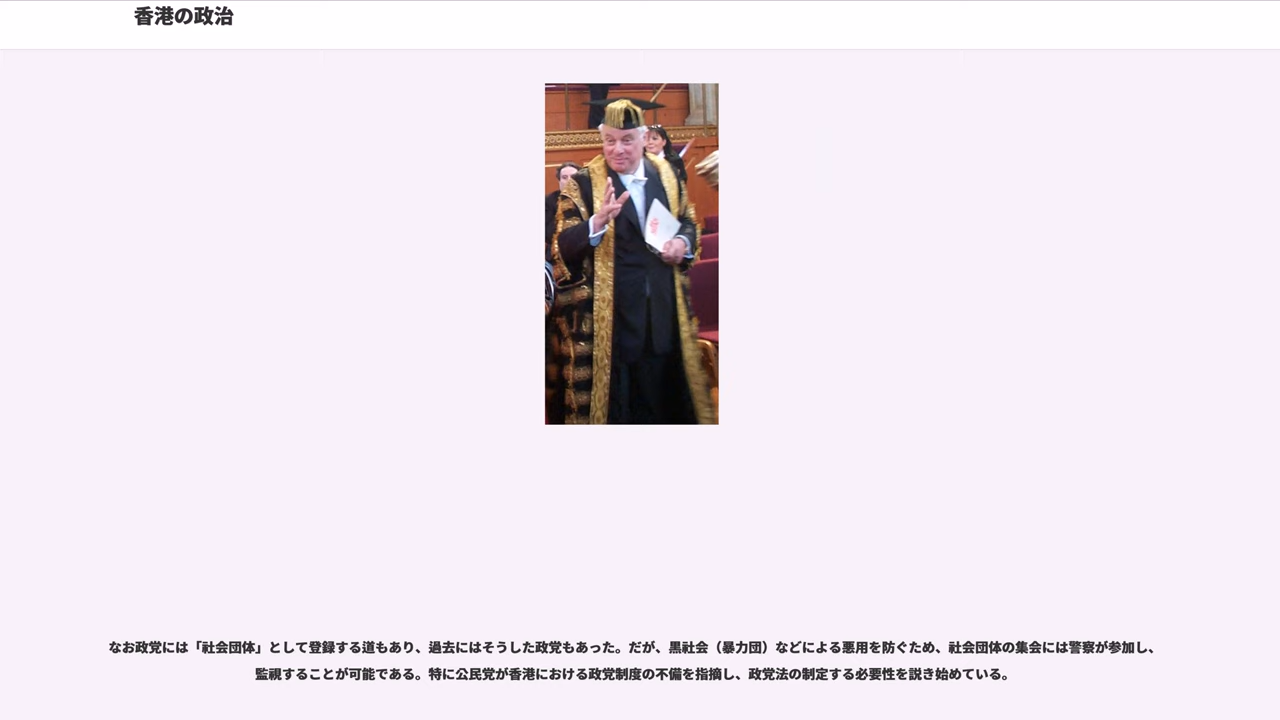 香港の政治
なお政党には「社会団体」として登録する道もあり、過去にはそうした政党もあった。だが、黒社会（暴力団）などによる悪用を防ぐため、社会団体の集会には警察が参加し、
監視することが可能である。特に公民党が香港における政党制度の不備を指摘し、政党法の制定する必要性を説き始めている。